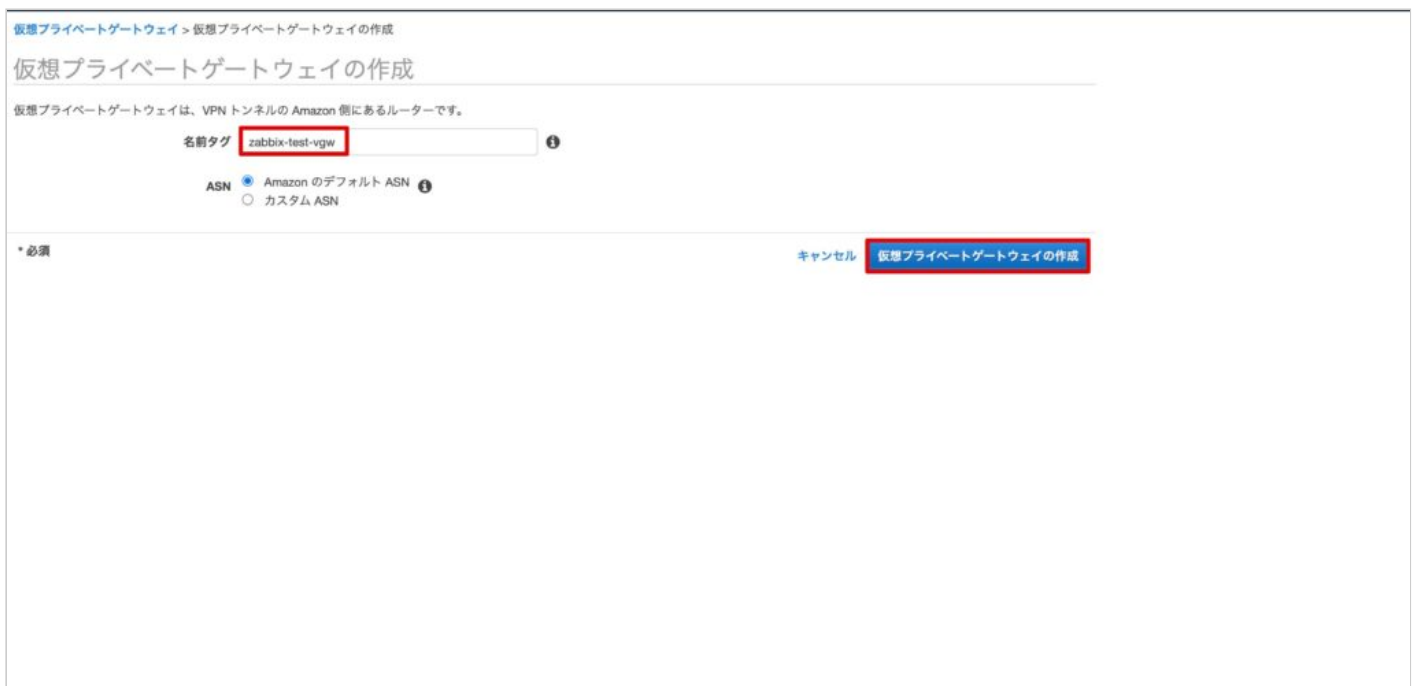 仮想プライベートゲートウェイ > 仮想プライベートゲートウェイの作成
仮想プライベートゲートウェイの作成
仮想プライベートゲートウェイは、VPN トンネルの Amazon 側にあるルーターです。
名前タグ zabbix-test-vgw
ASN Amazon のデフォルト ASN
カスタム ASN
* 必須
キャンセル 仮想プライベートゲートウェイの作成